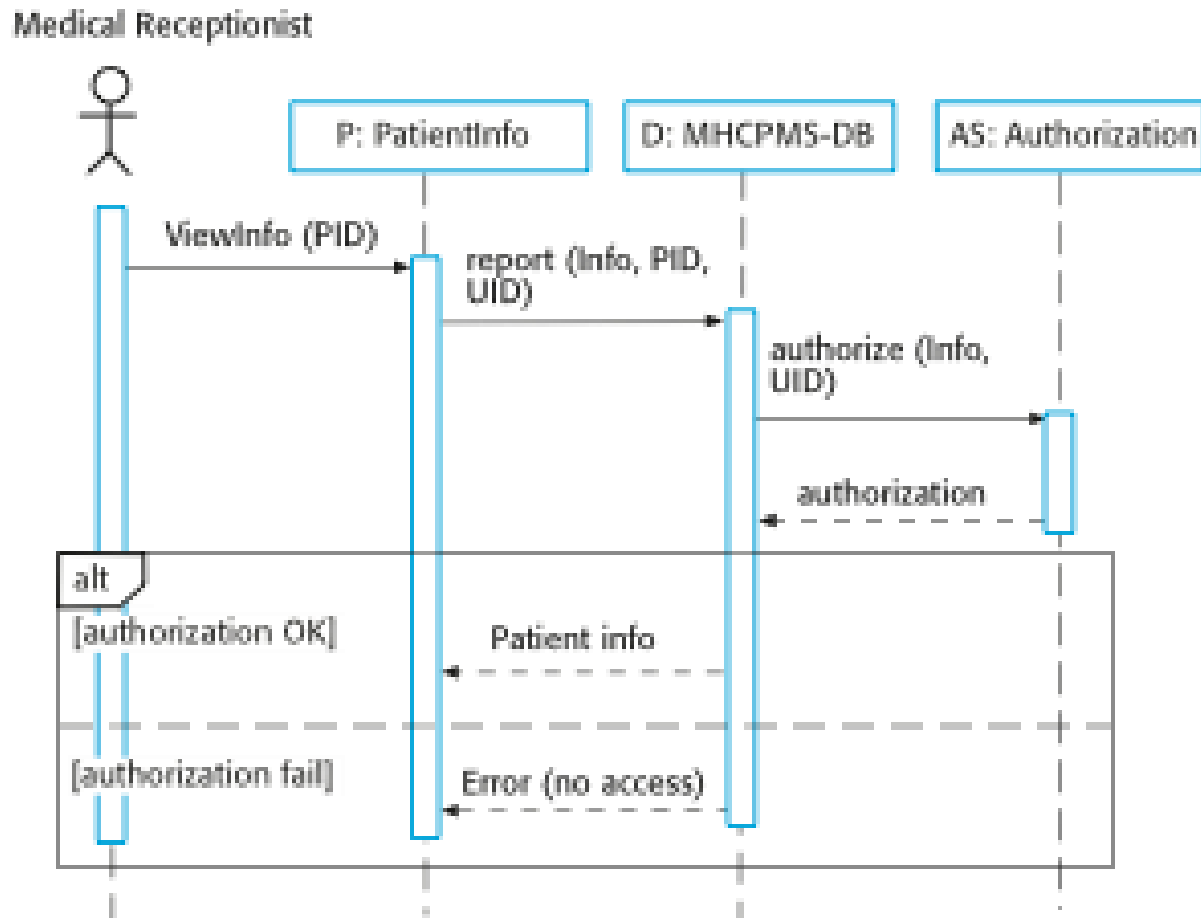 Medical Receptionist
P: PatientInfo
D: MHCPMS-DB
AS: Authorization
ViewInfo (PID)
report (Info, PID,
UID)
authorize (Info,
UID)
authorization
alt
[authorization OK]
Patient info
[authorization fail]
Error (no access)